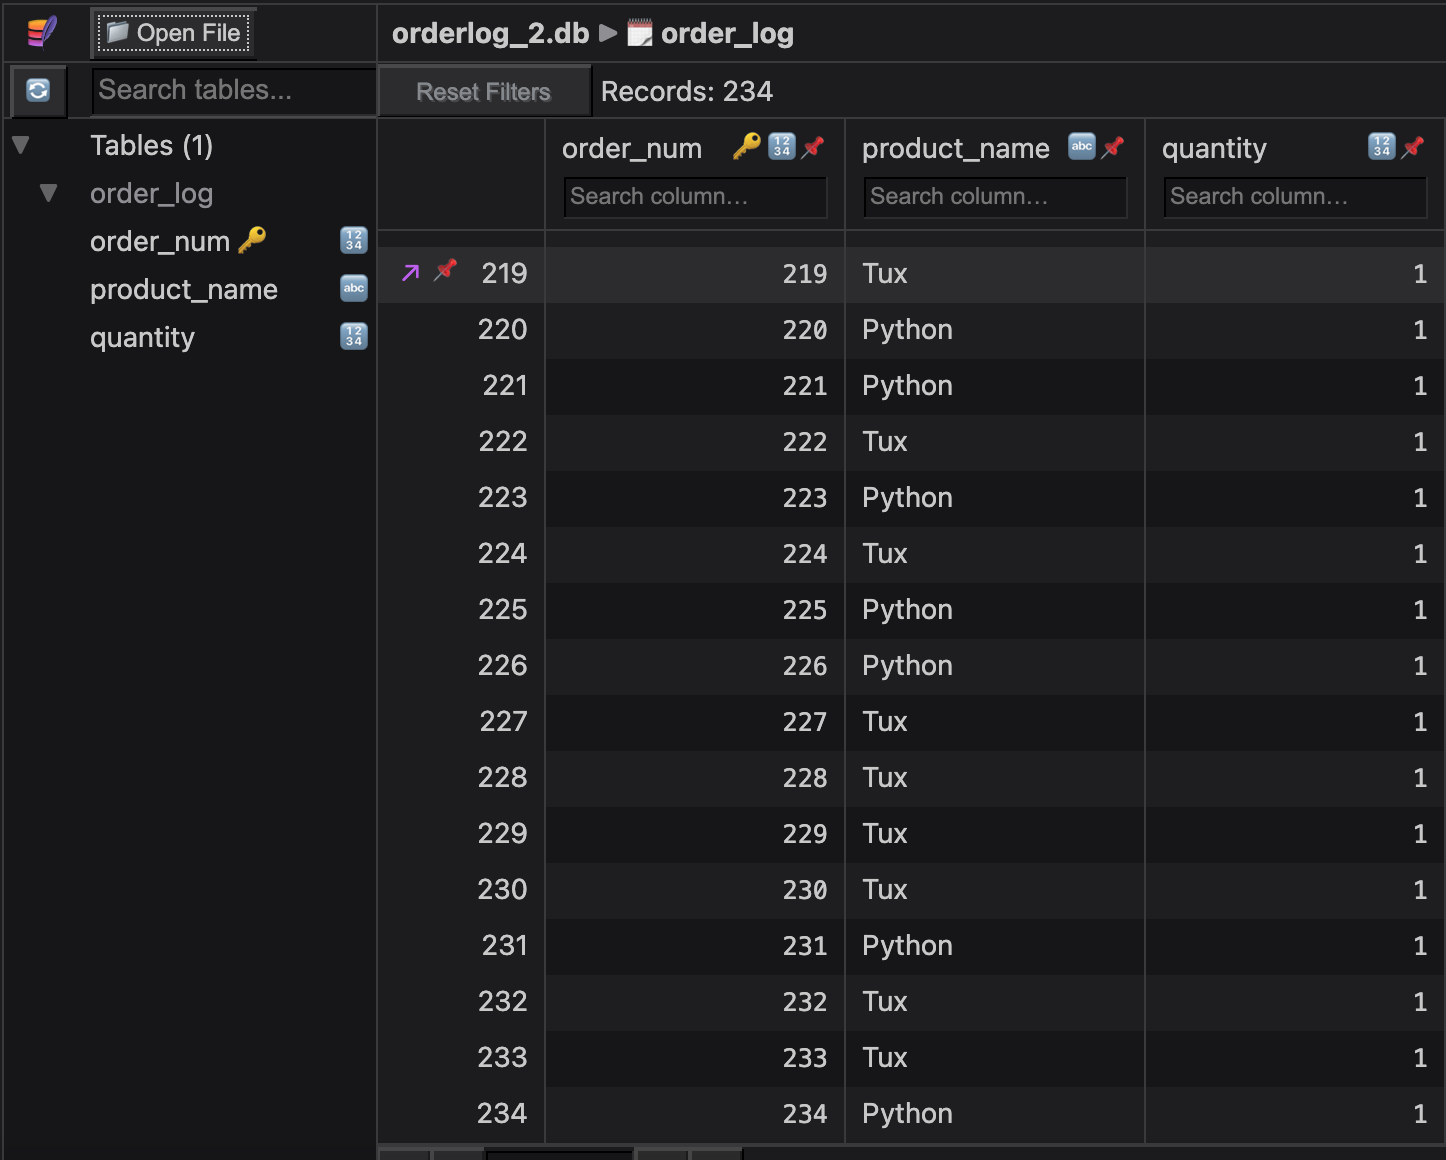 Open File
orderlog_2.db ▶ order_log
Search tables...
Reset Filters Records: 234
Tables (1)
order_log
order_num
product_name
quantity
order_num product_name quantity
Search column... Search column... Search column...
219 219 Tux 1
220 220 Python 1
221 221 Python 1
222 222 Tux 1
223 223 Python 1
224 224 Tux 1
225 225 Python 1
226 226 Python 1
227 227 Tux 1
228 228 Tux 1
229 229 Tux 1
230 230 Tux 1
231 231 Python 1
232 232 Tux 1
233 233 Tux 1
234 234 Python 1